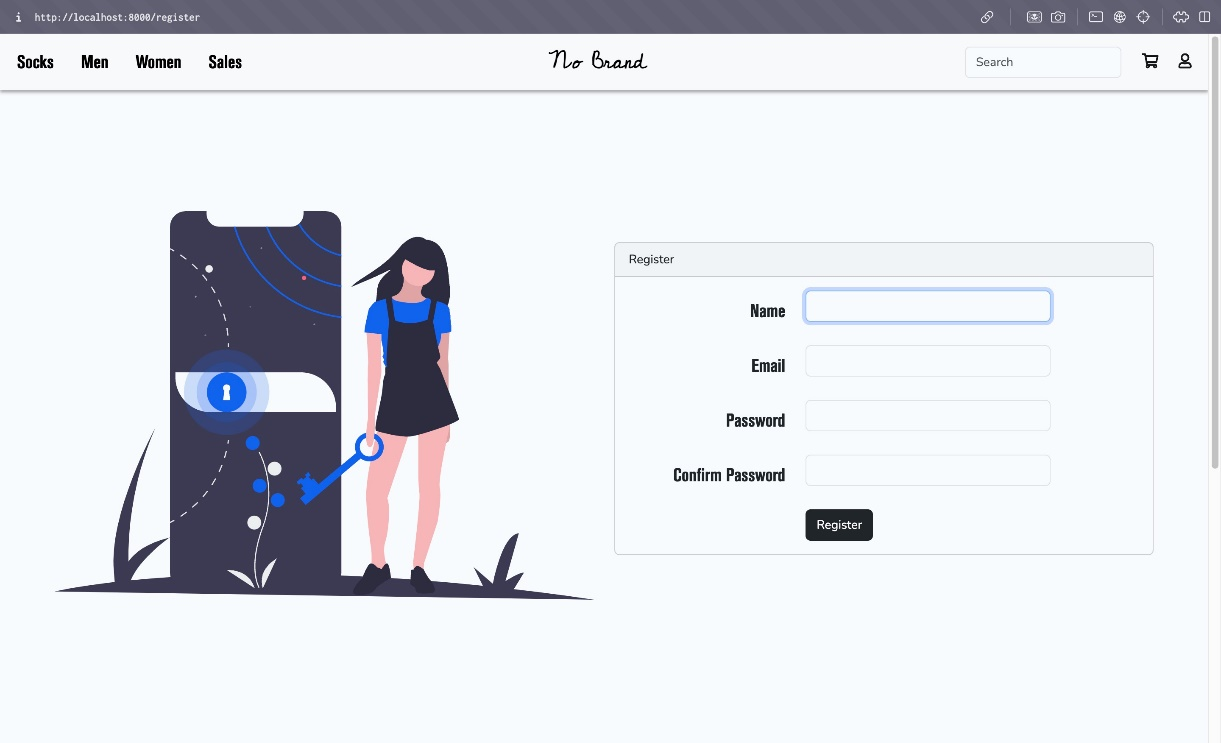 http://localhost:8000/register
Socks Men Women Sales
No Brand
Search
Register
Name
Email
Password
Confirm Password
Register